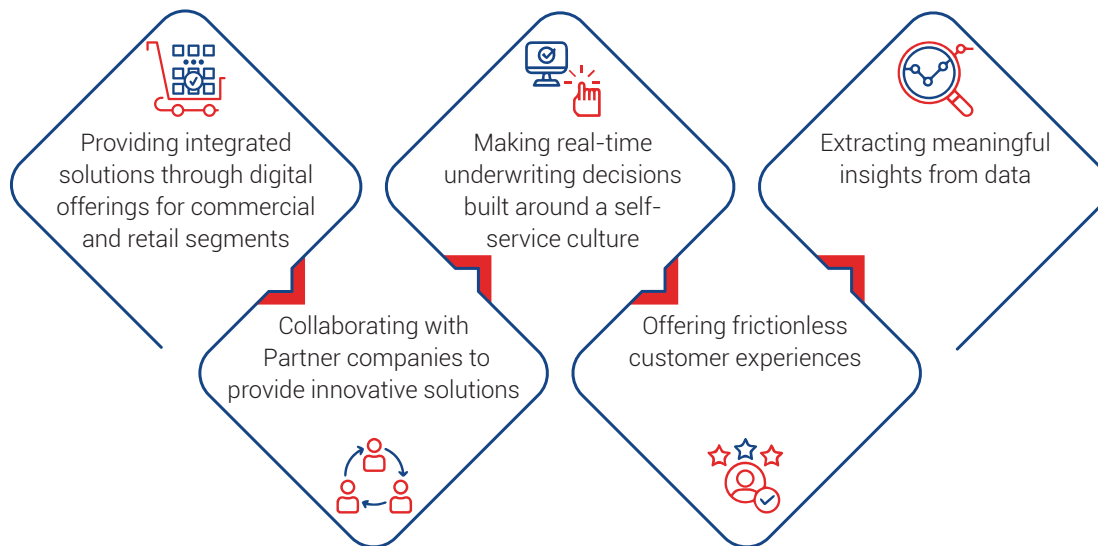 Providing integrated
solutions through digital
offerings for commercial
and retail segments
Collaborating with
Partner companies to
provide innovative solutions
Making real-time
underwriting decisions
built around a self-
service culture
Offering frictionless
customer experiences
Extracting meaningful
insights from data